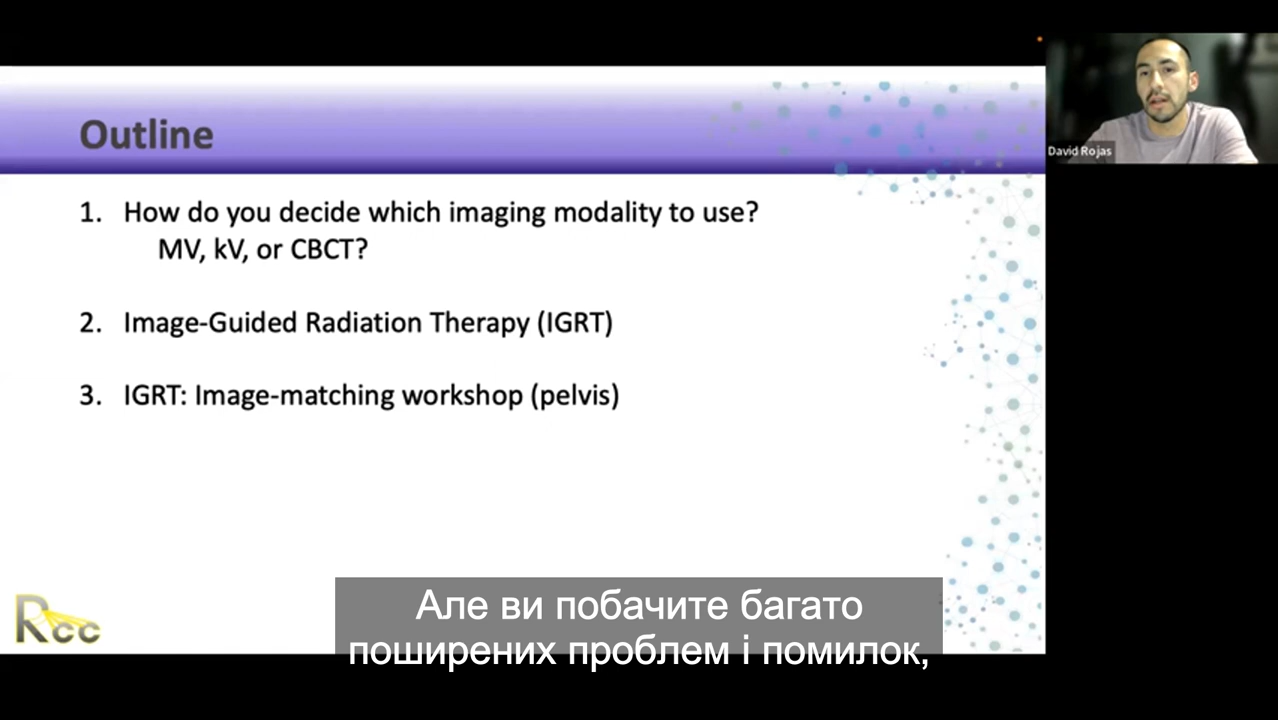 Outline
David Rojas
1. How do you decide which imaging modality to use?
MV, kV, or CBCT?
2. Image-Guided Radiation Therapy (IGRT)
3. IGRT: Image-matching workshop (pelvis)
Rcc
Але ви побачите багато
поширених проблем і помилок,